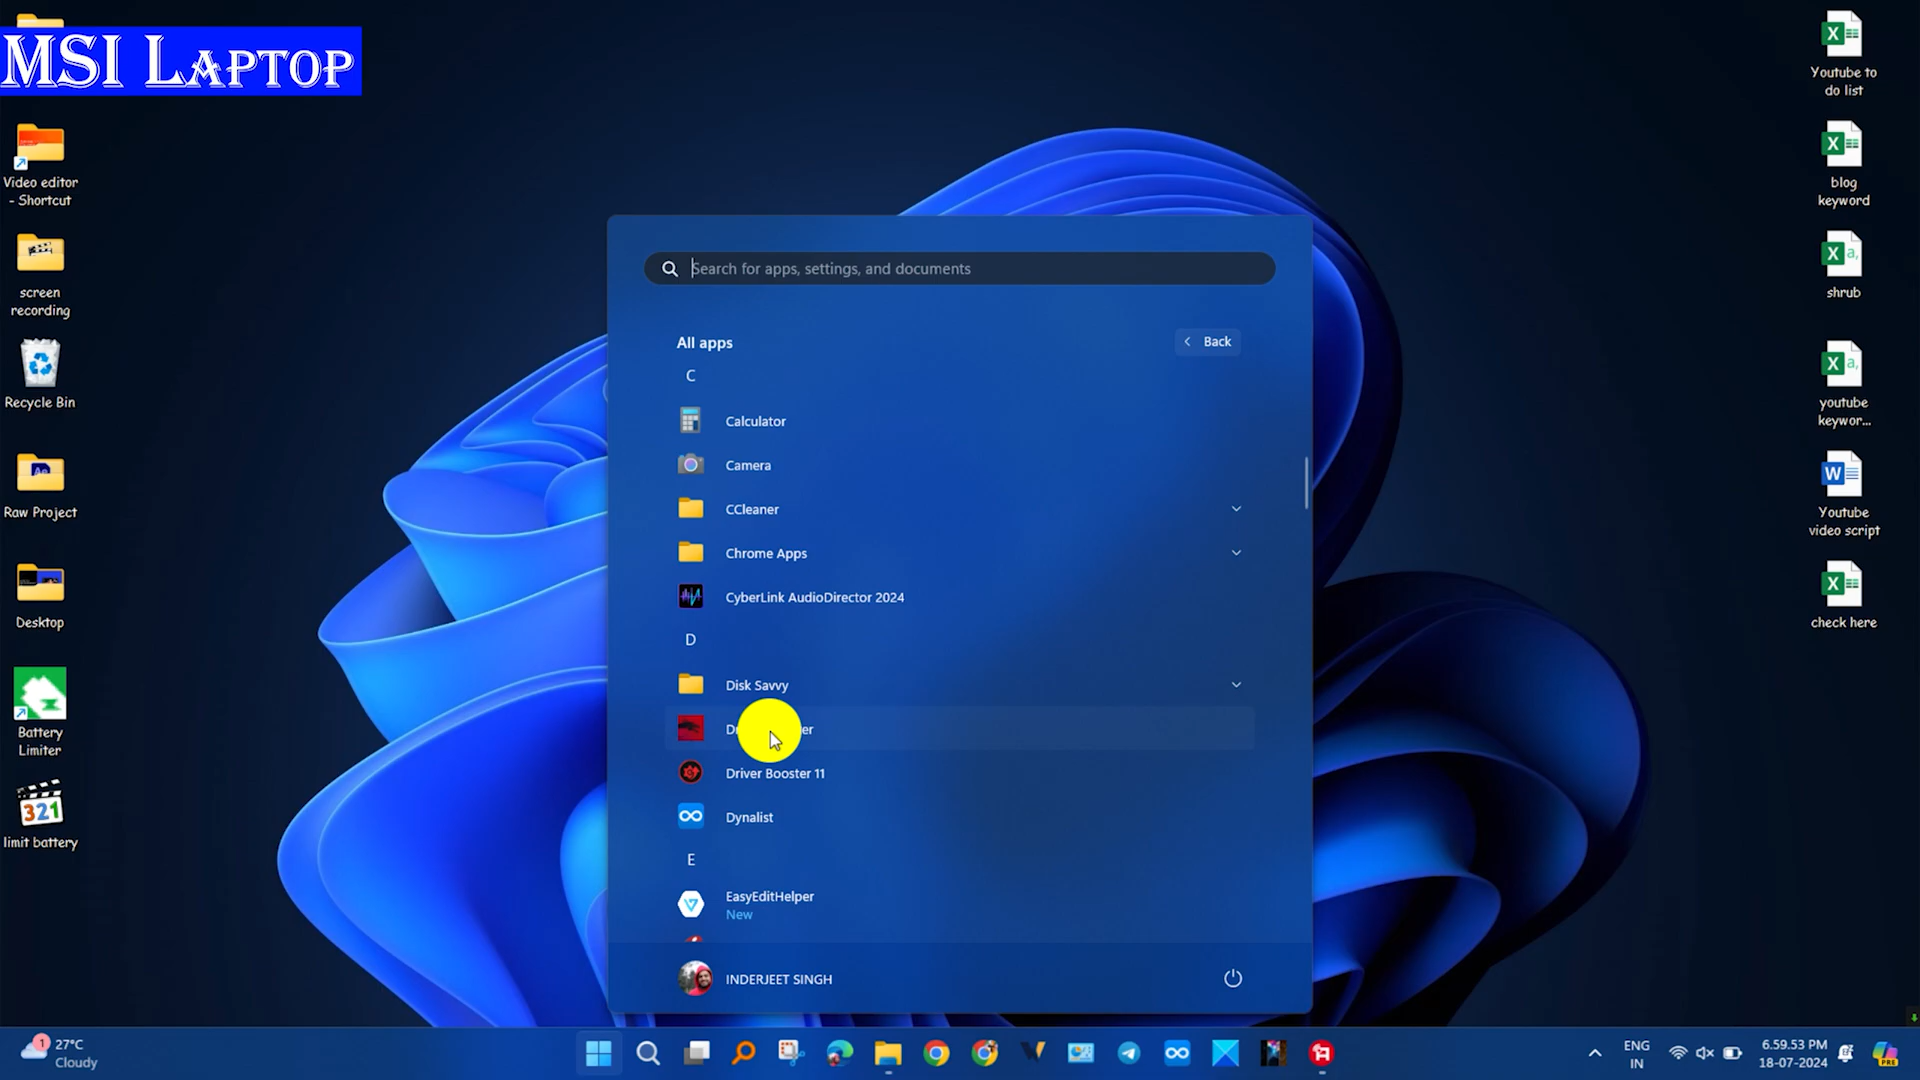 MSI Laptop
Video editor
- Shortcut
screen
recording
Recycle Bin
Raw Project
Desktop
Battery
Limiter
321
limit battery
Search for apps, settings, and documents
All apps
Back
C
Calculator
Camera
CCleaner
Chrome Apps
CyberLink AudioDirector 2024
D
Disk Savvy
Driver Booster 11
Dynalist
E
EasyEditHelper
New
INDERJEET SINGH
Youtube to
do list
blog
keyword
shrub
youtube
keywor...
Youtube
video script
check here
1
27°C
Cloudy
ENG
IN
6.59.53 PM
18-07-2024
PRE